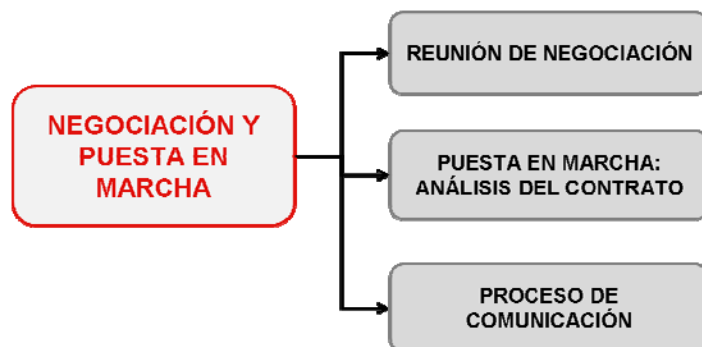 NEGOCIACIÓN Y
PUESTA EN
MARCHA
REUNIÓN DE NEGOCIACIÓN
PUESTA EN MARCHA:
ANÁLISIS DEL CONTRATO
PROCESO DE
COMUNICACIÓN